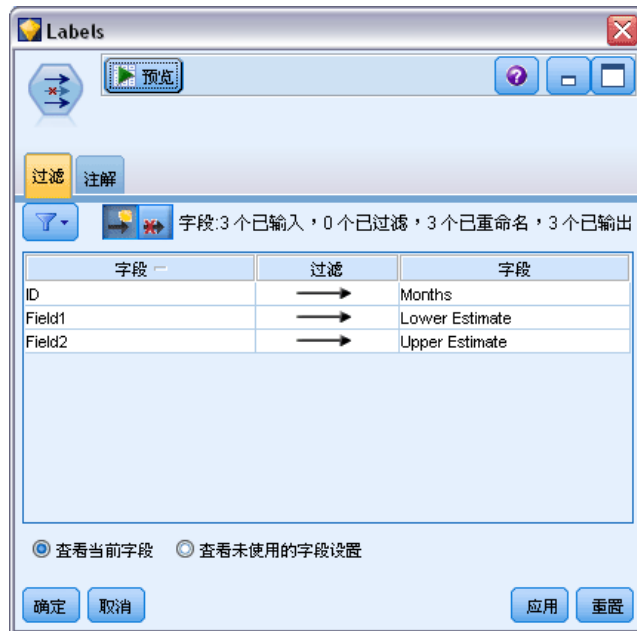 Labels
预览
过滤 注解
字段:3 个已输入，0 个已过滤，3 个已重命名，3 个已输出
字段 过滤 字段
ID Months
Field1 Lower Estimate
Field2 Upper Estimate
查看当前字段 查看未使用的字段设置
确定 取消 应用 重置